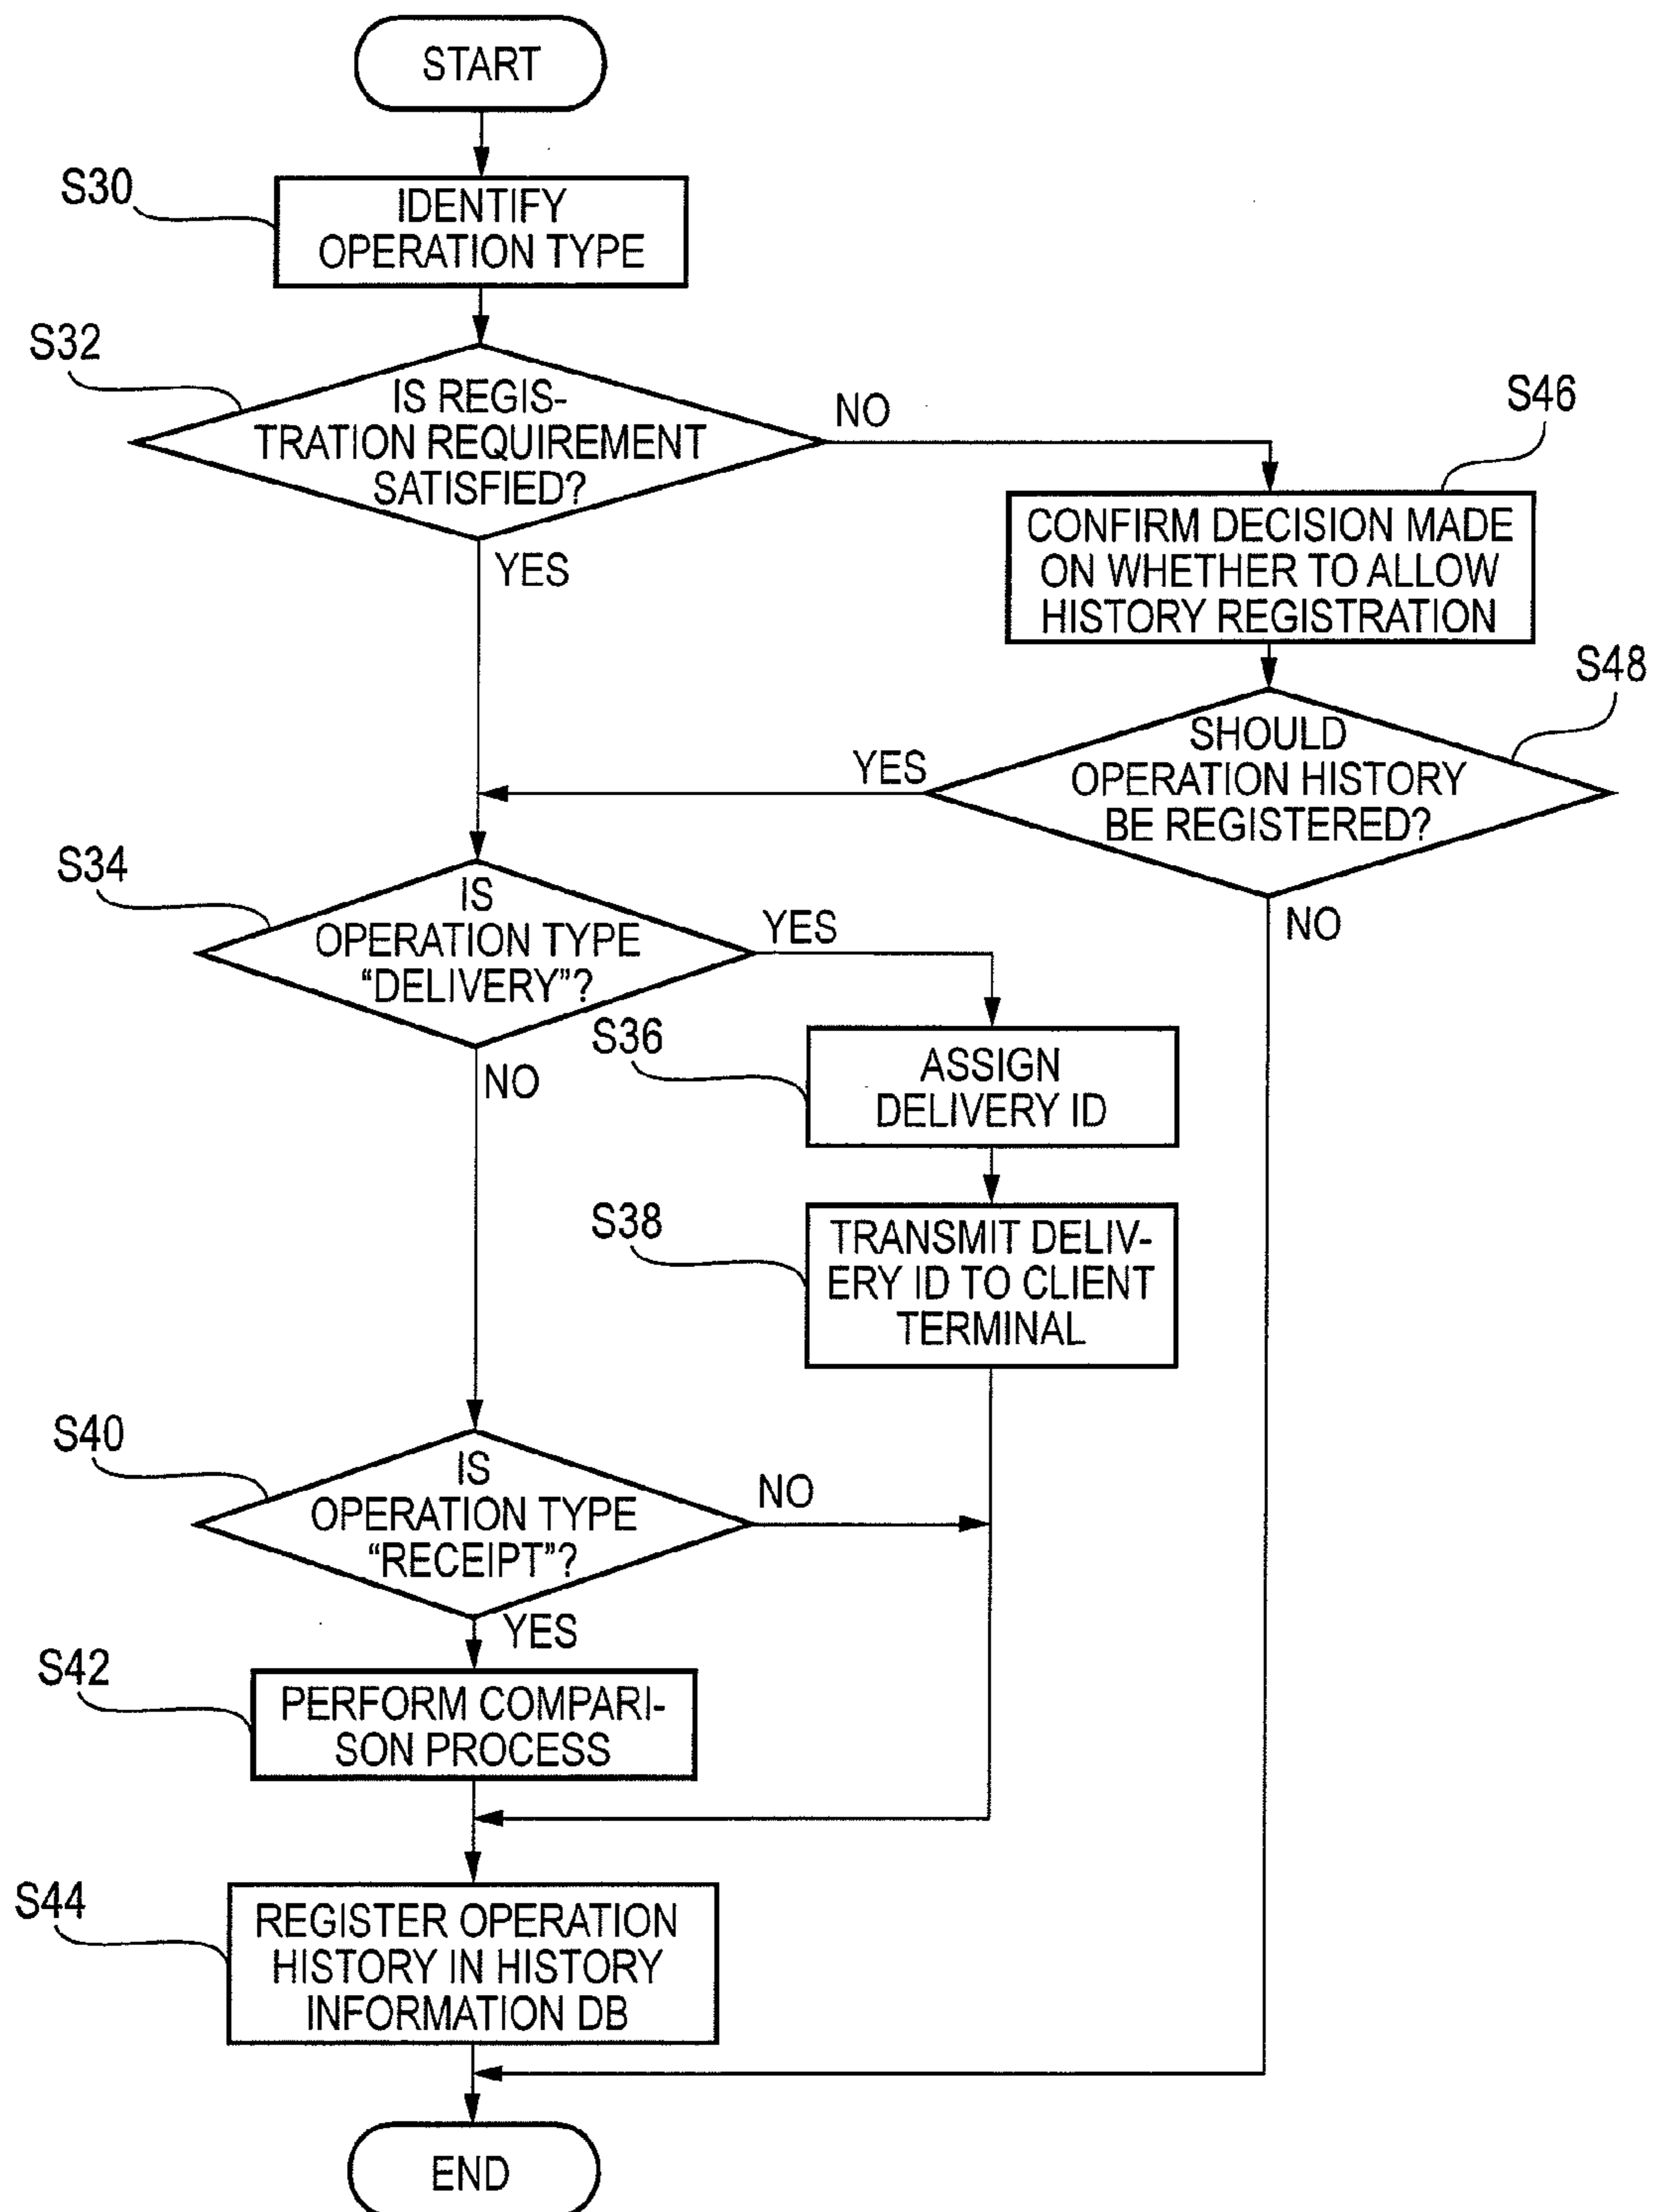 START
S30
IDENTIFY
OPERATION TYPE
S32
IS REGIS-
TRATION REQUIREMENT
SATISFIED?
NO
YES
S46
CONFIRM DECISION MADE
ON WHETHER TO ALLOW
HISTORY REGISTRATION
S48
SHOULD
OPERATION HISTORY
BE REGISTERED?
YES
NO
S34
IS
OPERATION TYPE
“DELIVERY”?
YES
NO
S36
ASSIGN
DELIVERY ID
S38
TRANSMIT DELIV-
ERY ID TO CLIENT
TERMINAL
S40
IS
OPERATION TYPE
“RECEIPT”?
NO
YES
S42
PERFORM COMPARI-
SON PROCESS
S44
REGISTER OPERATION
HISTORY IN HISTORY
INFORMATION DB
END